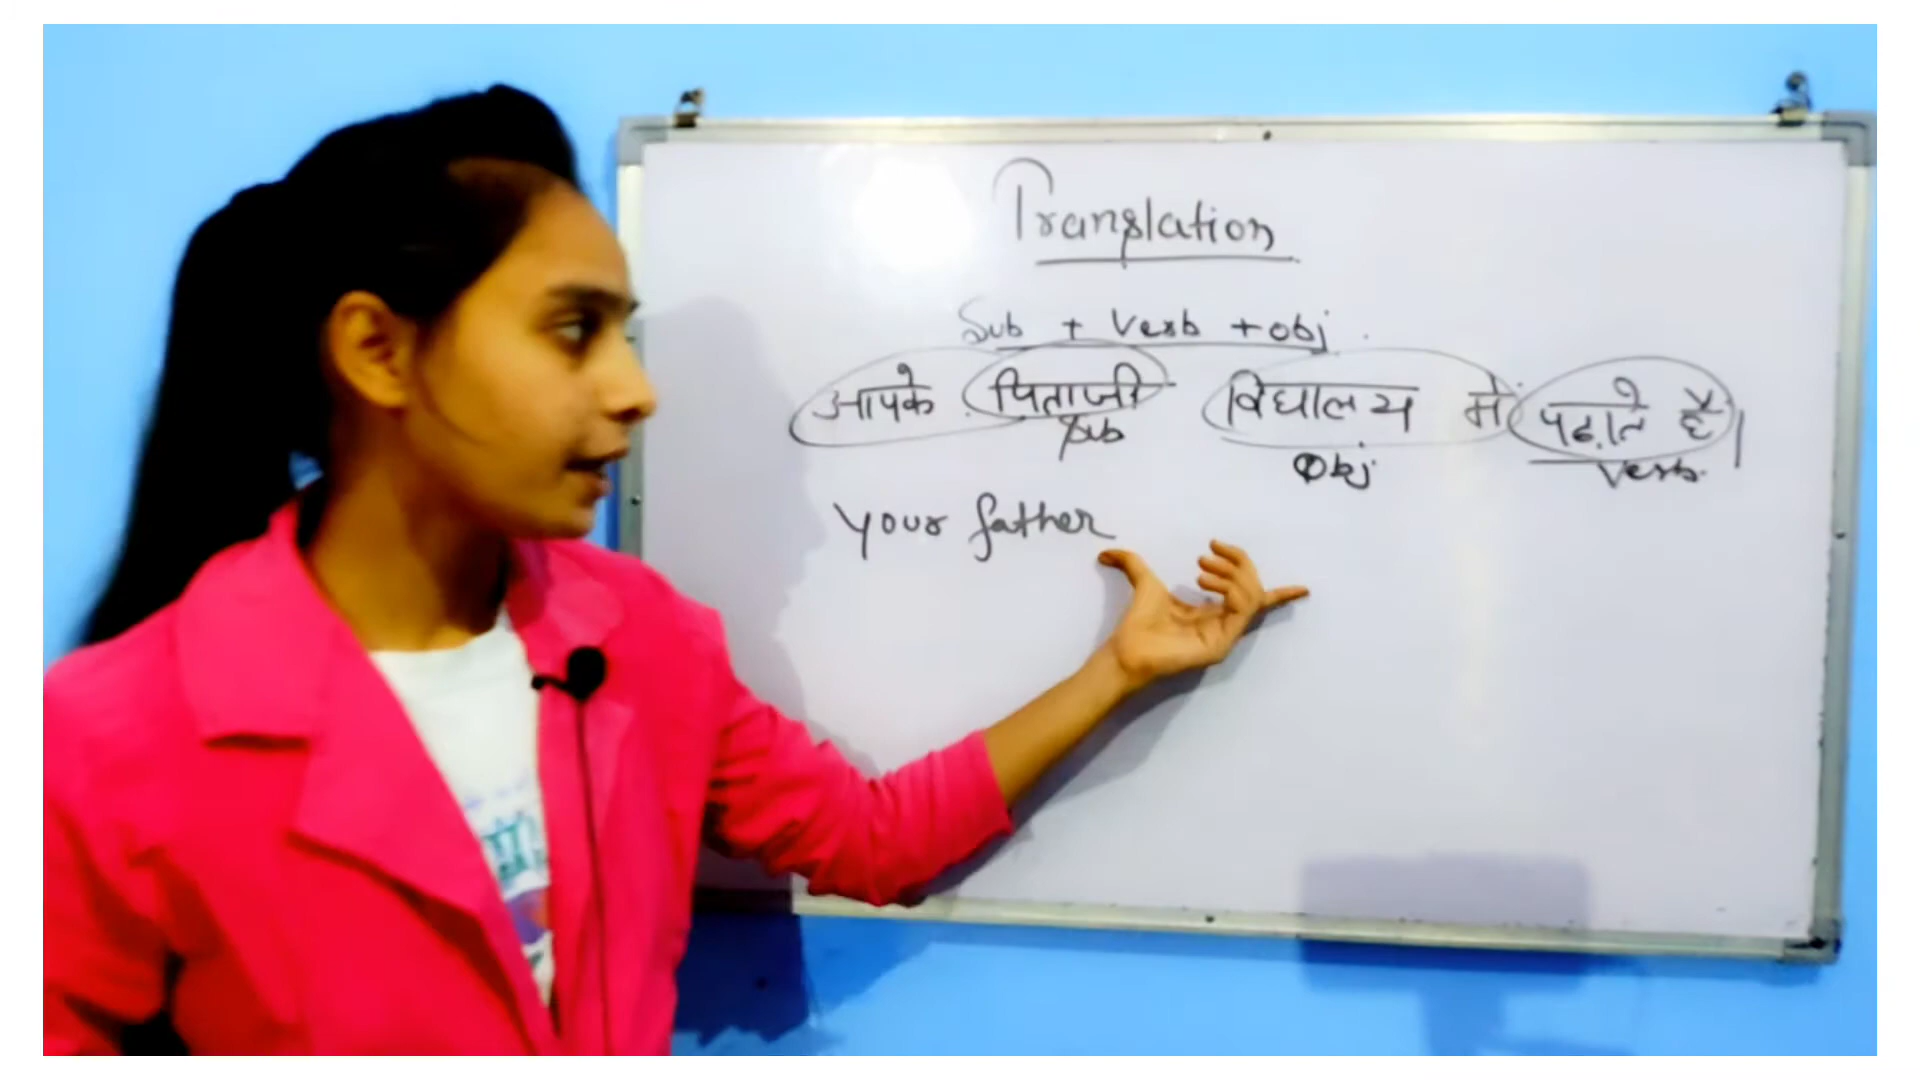 Translation
Sub + Verb + obj
आपके पिताजी विद्यालय में पढ़ाते हैं।
Sub Obj Verb
your father